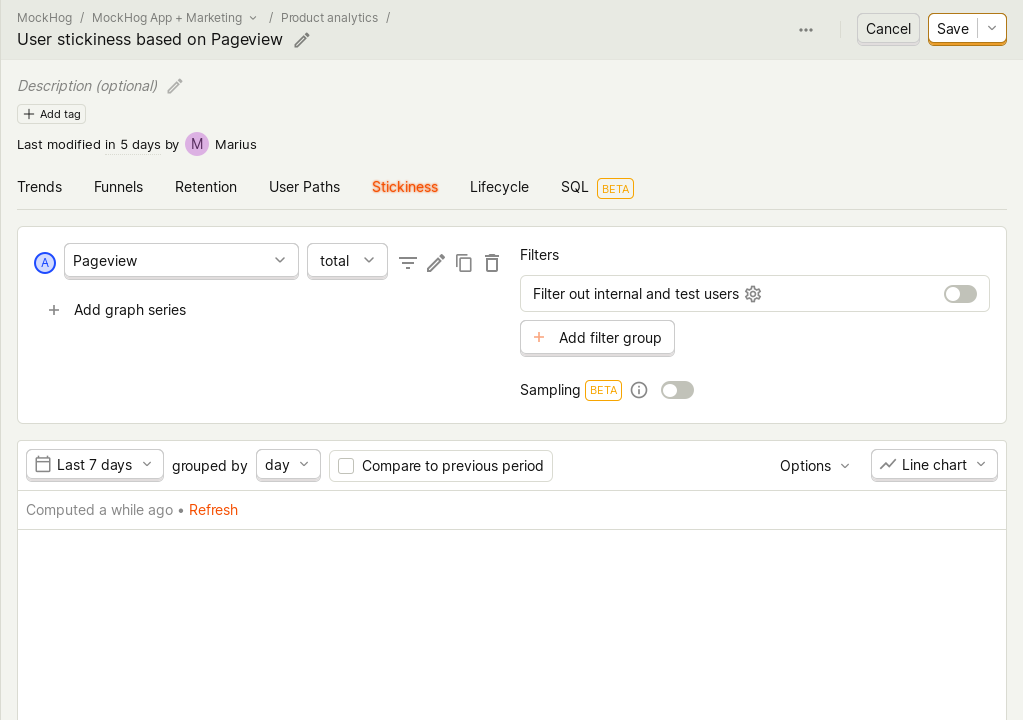 MockHog / MockHog App + Marketing / Product analytics /
User stickiness based on Pageview
Cancel
Save
Description (optional)
Add tag
Last modified in 5 days by M Marius
Trends Funnels Retention User Paths Stickiness Lifecycle SQL BETA
A Pageview total
Add graph series
Filters
Filter out internal and test users
Add filter group
Sampling BETA
Last 7 days grouped by day Compare to previous period Options Line chart
Computed a while ago • Refresh